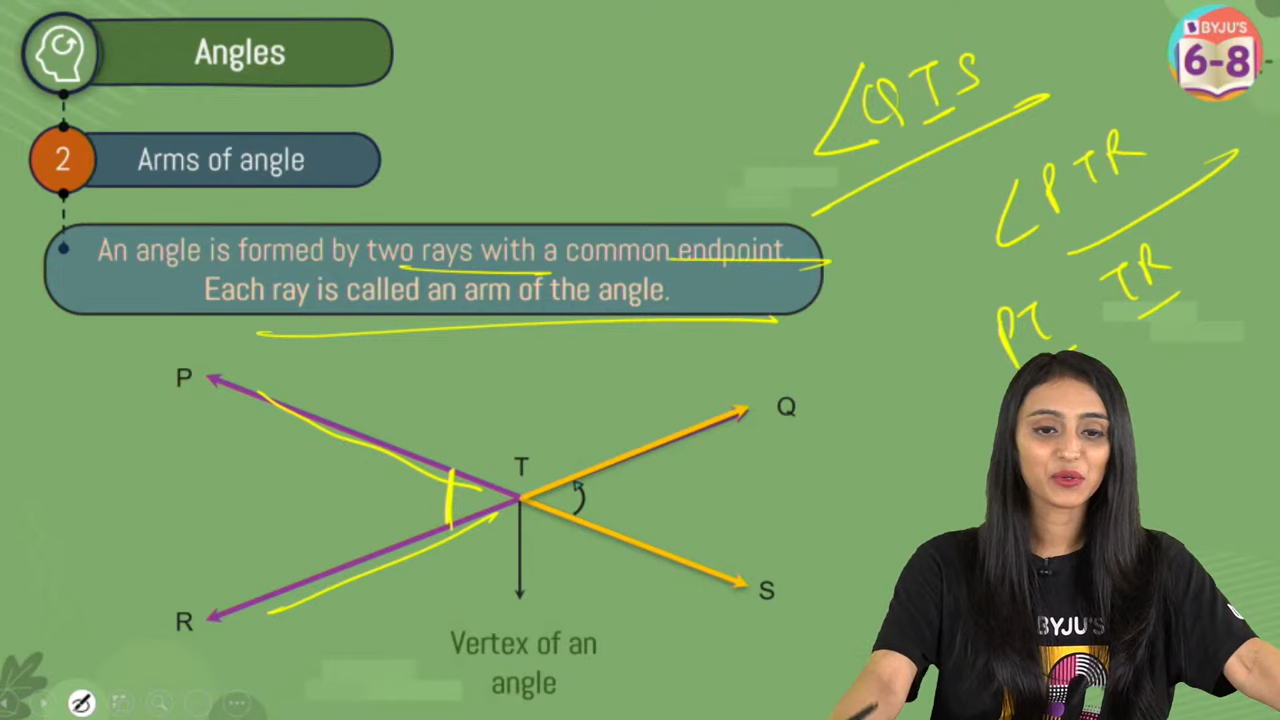 Angles
BYJU'S
6-8
∠QTS
2
Arms of angle
∠PTR
An angle is formed by two rays with a common endpoint.
Each ray is called an arm of the angle.
TR
PT
P
Q
T
S
R
Vertex of an
angle
BYJU'S